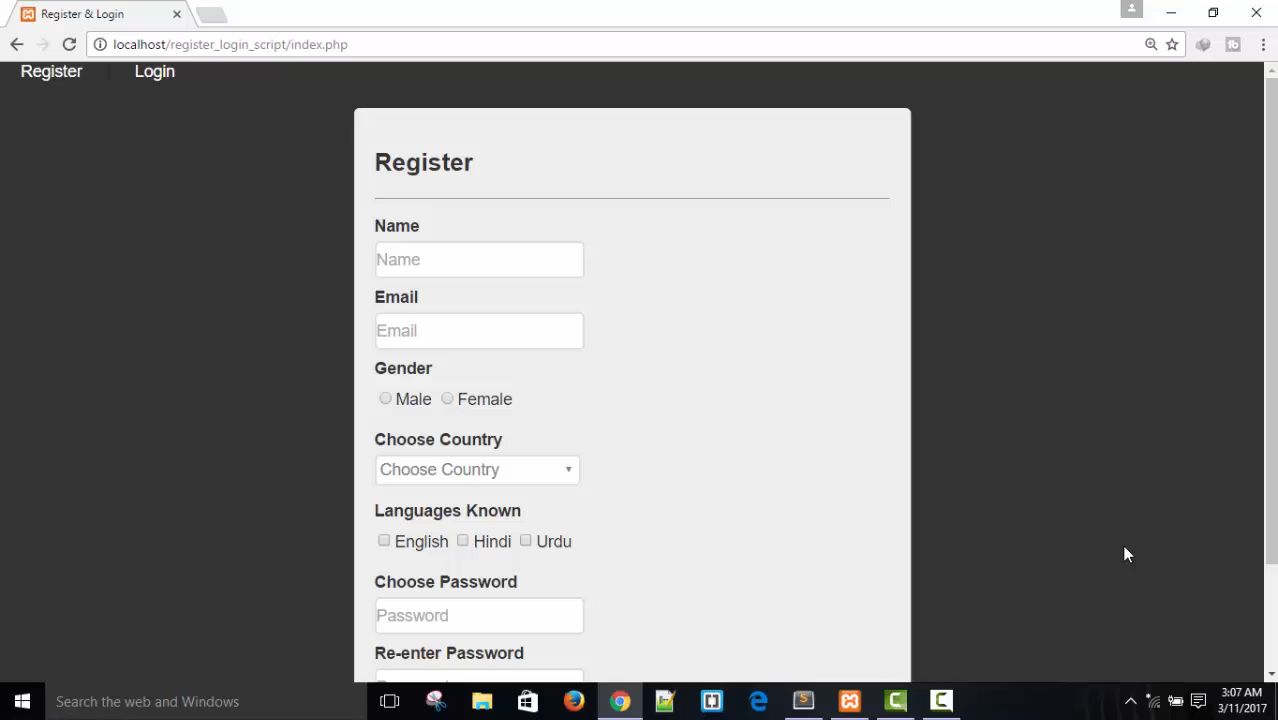 Register & Login
localhost/register_login_script/index.php
Register Login
Register
Name
Name
Email
Email
Gender
Male Female
Choose Country
Choose Country
Languages Known
English Hindi Urdu
Choose Password
Password
Re-enter Password
Search the web and Windows
3:07 AM
3/11/2017